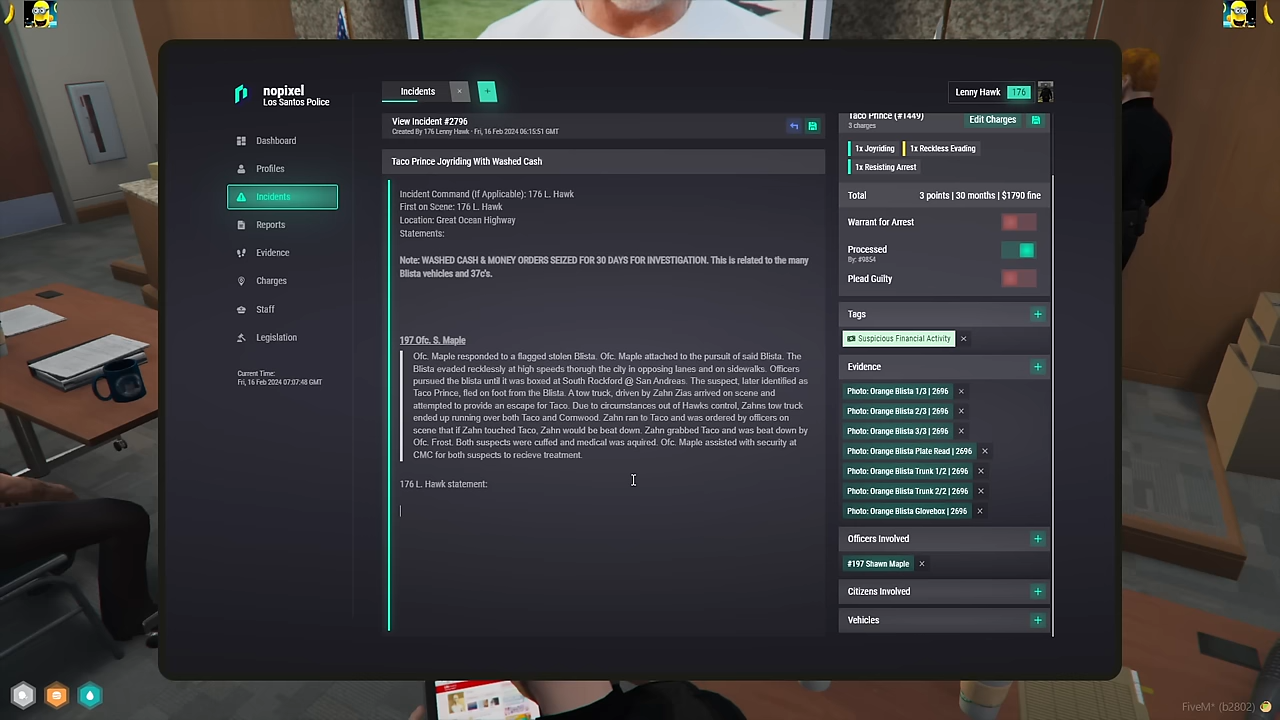 nopixel
Los Santos Police
Dashboard
Profiles
Incidents
Reports
Evidence
Charges
Staff
Legislation
Current Time:
Fri, 16 Feb 2024 07:07:48 GMT
Incidents
Lenny Hawk 176
View Incident #2796
Created By 176 Lenny Hawk · Fri, 16 Feb 2024 06:15:51 GMT
Taco Prince Joyriding With Washed Cash
Incident Command (If Applicable): 176 L. Hawk
First on Scene: 176 L. Hawk
Location: Great Ocean Highway
Statements:
Note: WASHED CASH & MONEY ORDERS SEIZED FOR 30 DAYS FOR INVESTIGATION. This is related to the many
Blista vehicles and 37c's.
197 Ofc. S. Maple
Ofc. Maple responded to a flagged stolen Blista. Ofc. Maple attached to the pursuit of said Blista. The
Blista evaded recklessly at high speeds thorugh the city in opposing lanes and on sidewalks. Officers
pursued the blista until it was boxed at South Rockford @ San Andreas. The suspect, later identified as
Taco Prince, fled on foot from the Blista. A tow truck, driven by Zahn Zias arrived on scene and
attempted to provide an escape for Taco. Due to circumstances out of Hawks control, Zahns tow truck
ended up running over both Taco and Cornwood. Zahn ran to Taco and was ordered by officers on
scene that if Zahn touched Taco, Zahn would be beat down. Zahn grabbed Taco and was beat down by
Ofc. Frost. Both suspects were cuffed and medical was aquired. Ofc. Maple assisted with security at
CMC for both suspects to recieve treatment.
176 L. Hawk statement:
Taco Prince (#1449)
3 charges
Edit Charges
1x Joyriding
1x Reckless Evading
1x Resisting Arrest
Total 3 points | 30 months | $1790 fine
Warrant for Arrest
Processed
By: #9854
Plead Guilty
Tags
Suspicious Financial Activity
Evidence
Photo: Orange Blista 1/3 | 2696
Photo: Orange Blista 2/3 | 2696
Photo: Orange Blista 3/3 | 2696
Photo: Orange Blista Plate Read | 2696
Photo: Orange Blista Trunk 1/2 | 2696
Photo: Orange Blista Trunk 2/2 | 2696
Photo: Orange Blista Glovebox | 2696
Officers Involved
#197 Shawn Maple
Citizens Involved
Vehicles
FiveM* (b2802)